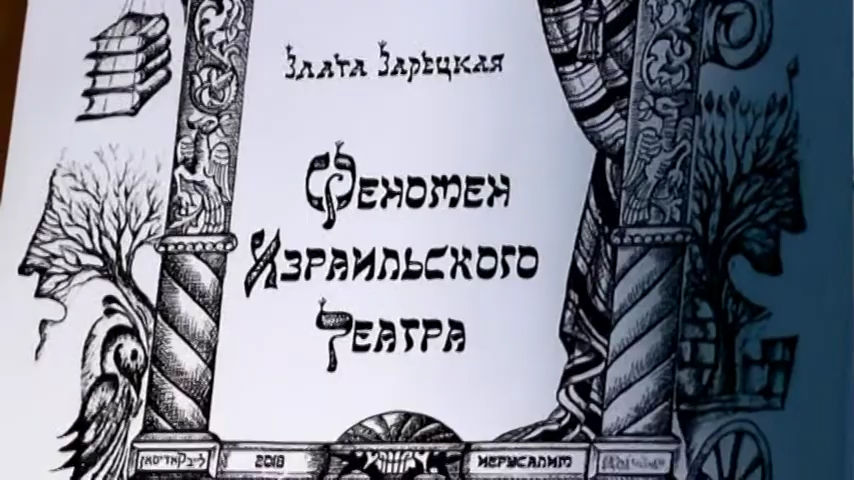 Злата Зарецкая
Феномен
Израильского
Театра
2018 Иерусалим